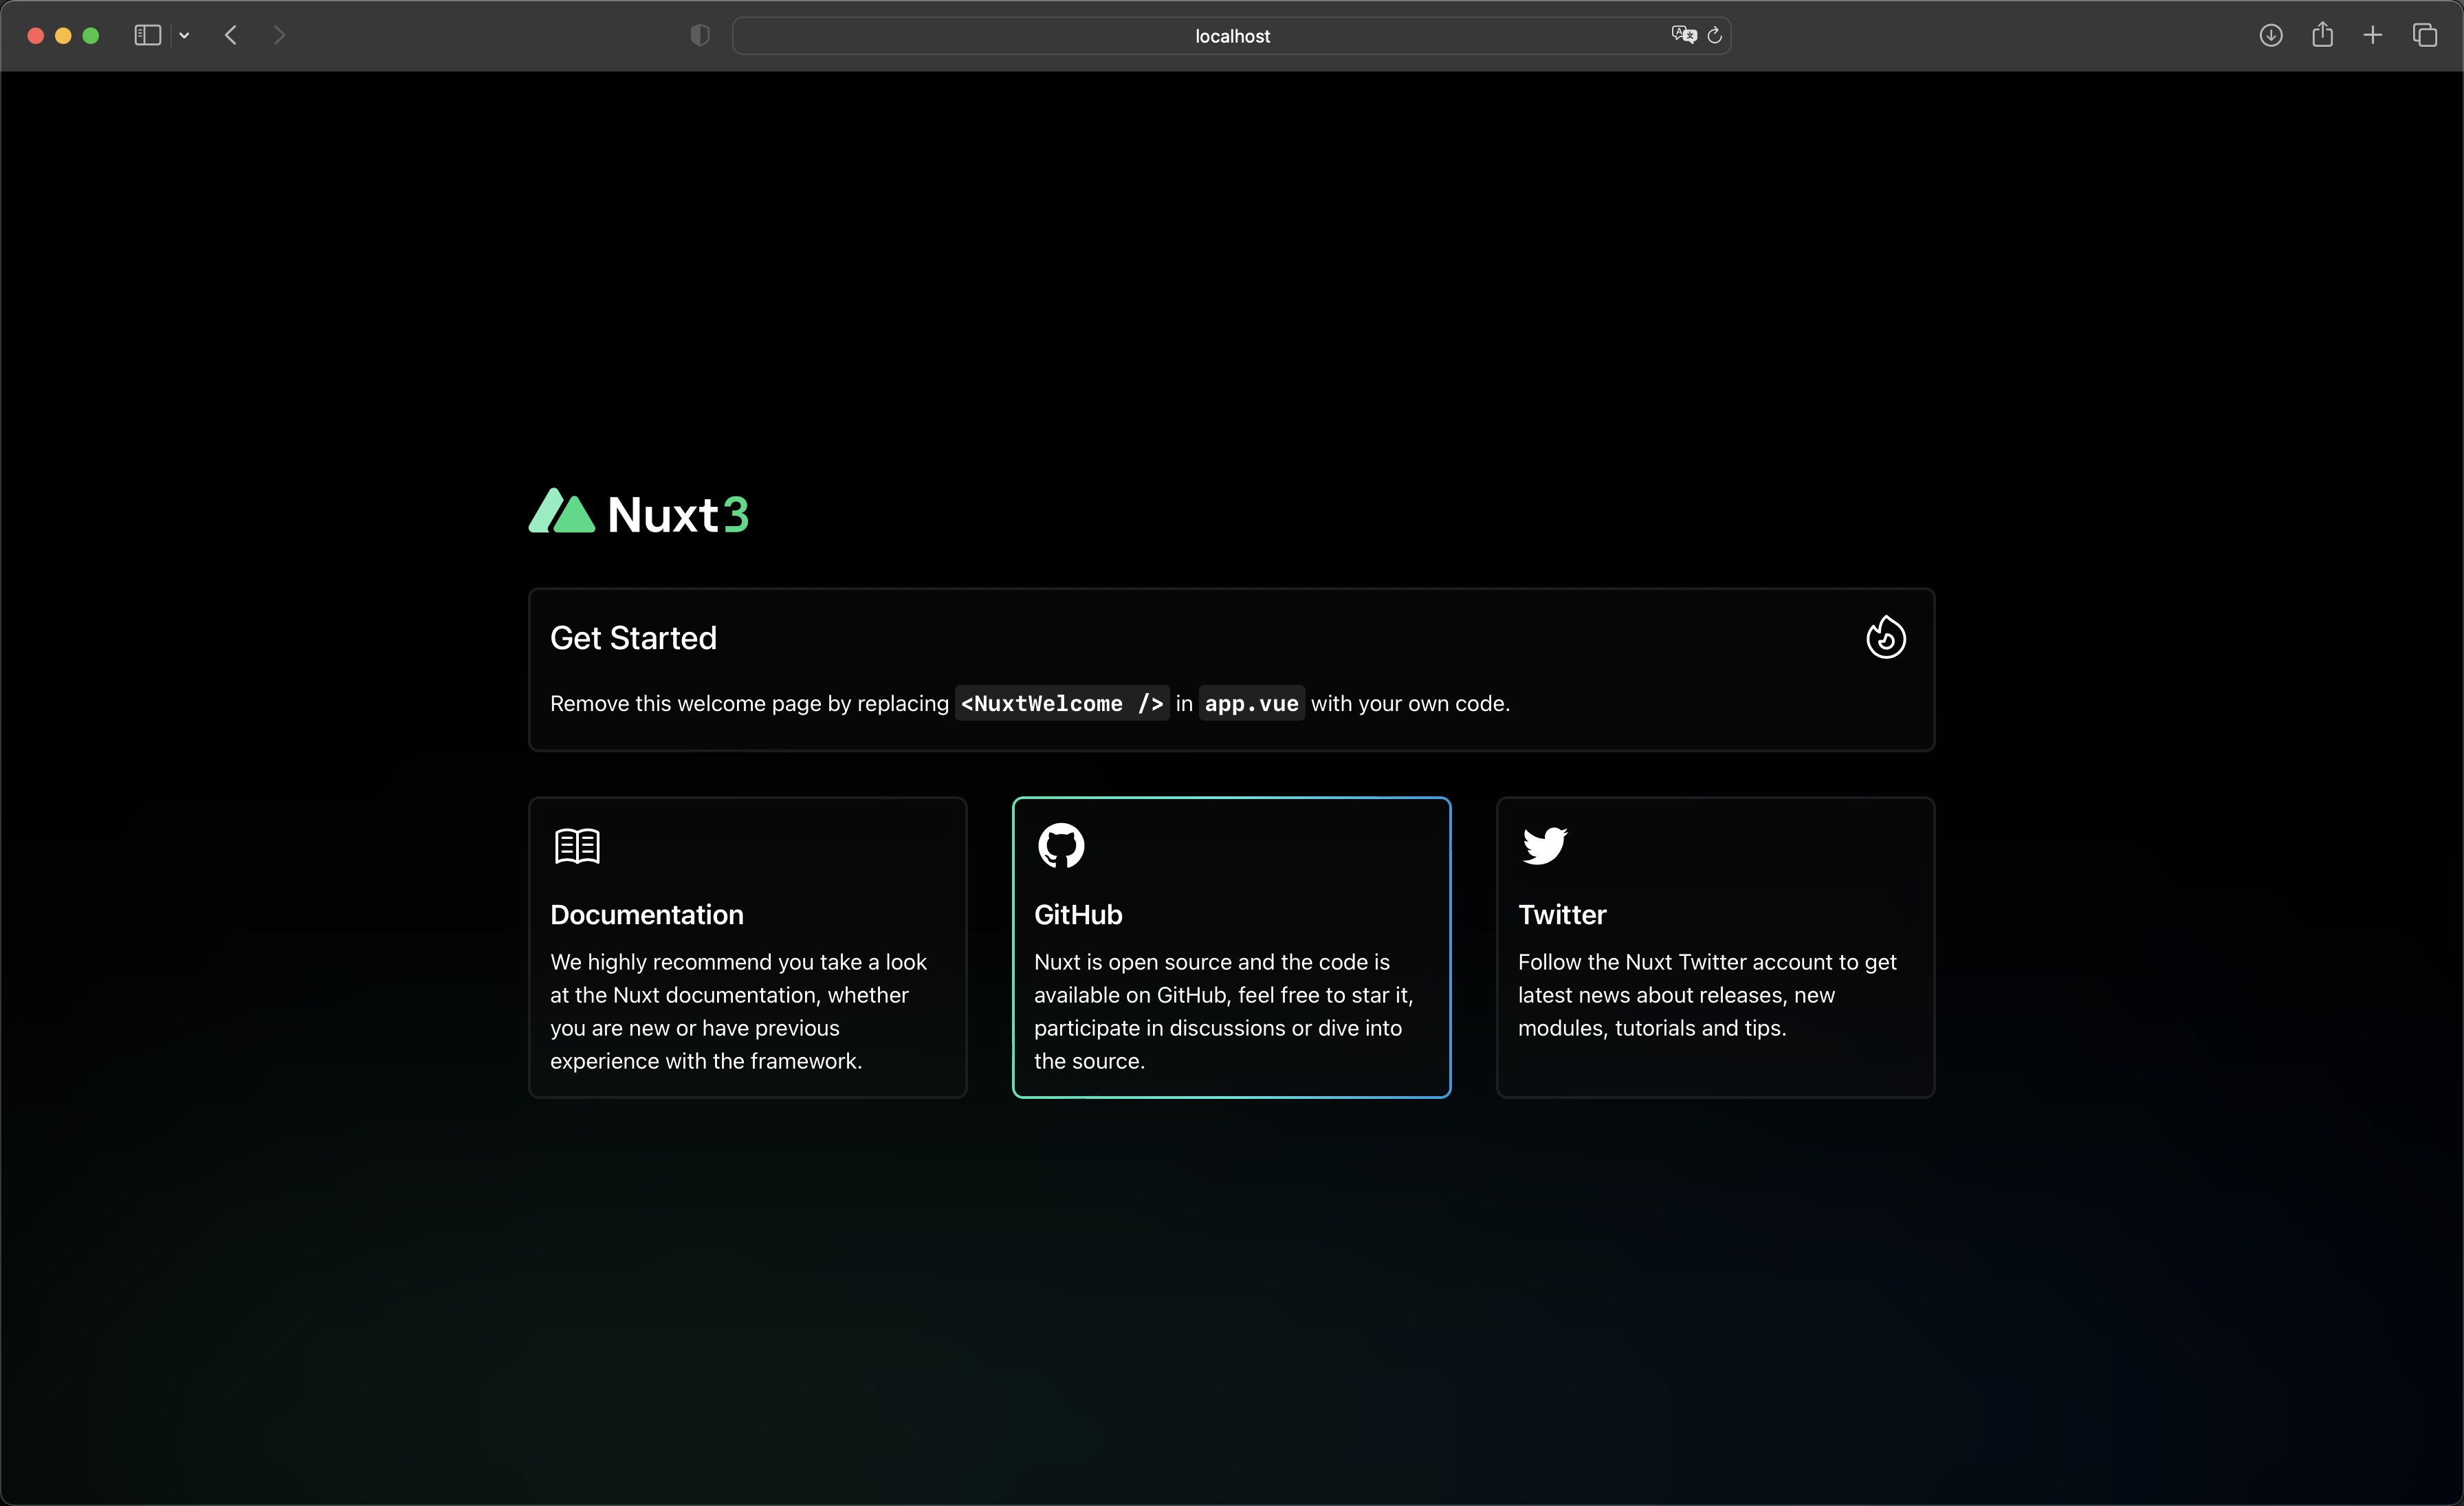 localhost
Nuxt3
Get Started
Remove this welcome page by replacing <NuxtWelcome /> in app.vue with your own code.
Documentation
We highly recommend you take a look
at the Nuxt documentation, whether
you are new or have previous
experience with the framework.
GitHub
Nuxt is open source and the code is
available on GitHub, feel free to star it,
participate in discussions or dive into
the source.
Twitter
Follow the Nuxt Twitter account to get
latest news about releases, new
modules, tutorials and tips.